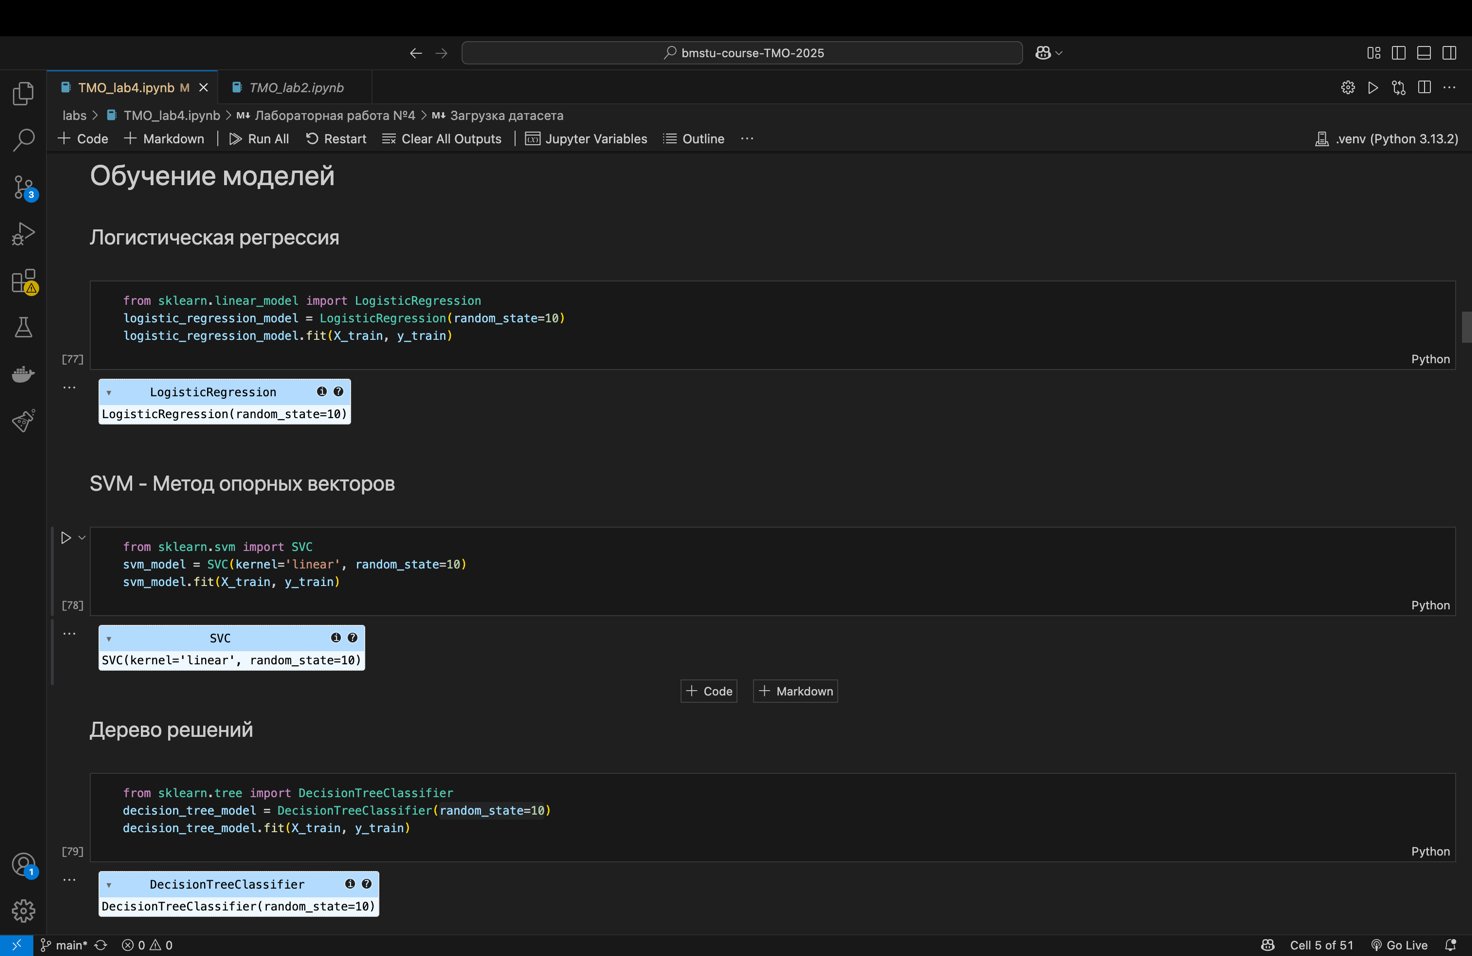 bmstu-course-TMO-2025
TMO_lab4.ipynb M
TMO_lab2.ipynb
labs > TMO_lab4.ipynb > M↓ Лабораторная работа №4 > M↓ Загрузка датасета
+ Code + Markdown | Run All Restart Clear All Outputs | Jupyter Variables Outline ...
.venv (Python 3.13.2)
Обучение моделей
Логистическая регрессия
from sklearn.linear_model import LogisticRegression
logistic_regression_model = LogisticRegression(random_state=10)
logistic_regression_model.fit(X_train, y_train)
[77]
Python
LogisticRegression
LogisticRegression(random_state=10)
SVM - Метод опорных векторов
from sklearn.svm import SVC
svm_model = SVC(kernel='linear', random_state=10)
svm_model.fit(X_train, y_train)
[78]
Python
SVC
SVC(kernel='linear', random_state=10)
+ Code + Markdown
Дерево решений
from sklearn.tree import DecisionTreeClassifier
decision_tree_model = DecisionTreeClassifier(random_state=10)
decision_tree_model.fit(X_train, y_train)
[79]
Python
DecisionTreeClassifier
DecisionTreeClassifier(random_state=10)
3
1
main* 0 0
Cell 5 of 51 Go Live